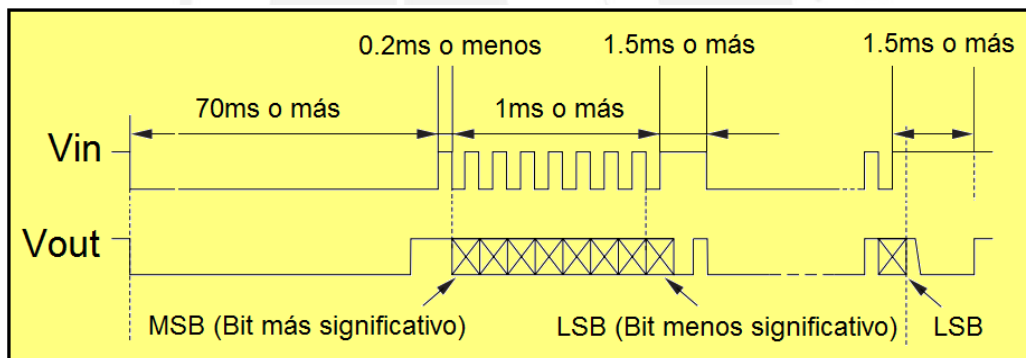 0.2ms o menos
1.5ms o más
1.5ms o más
70ms o más
1ms o más
Vin
Vout
MSB (Bit más significativo)
LSB (Bit menos significativo)
LSB